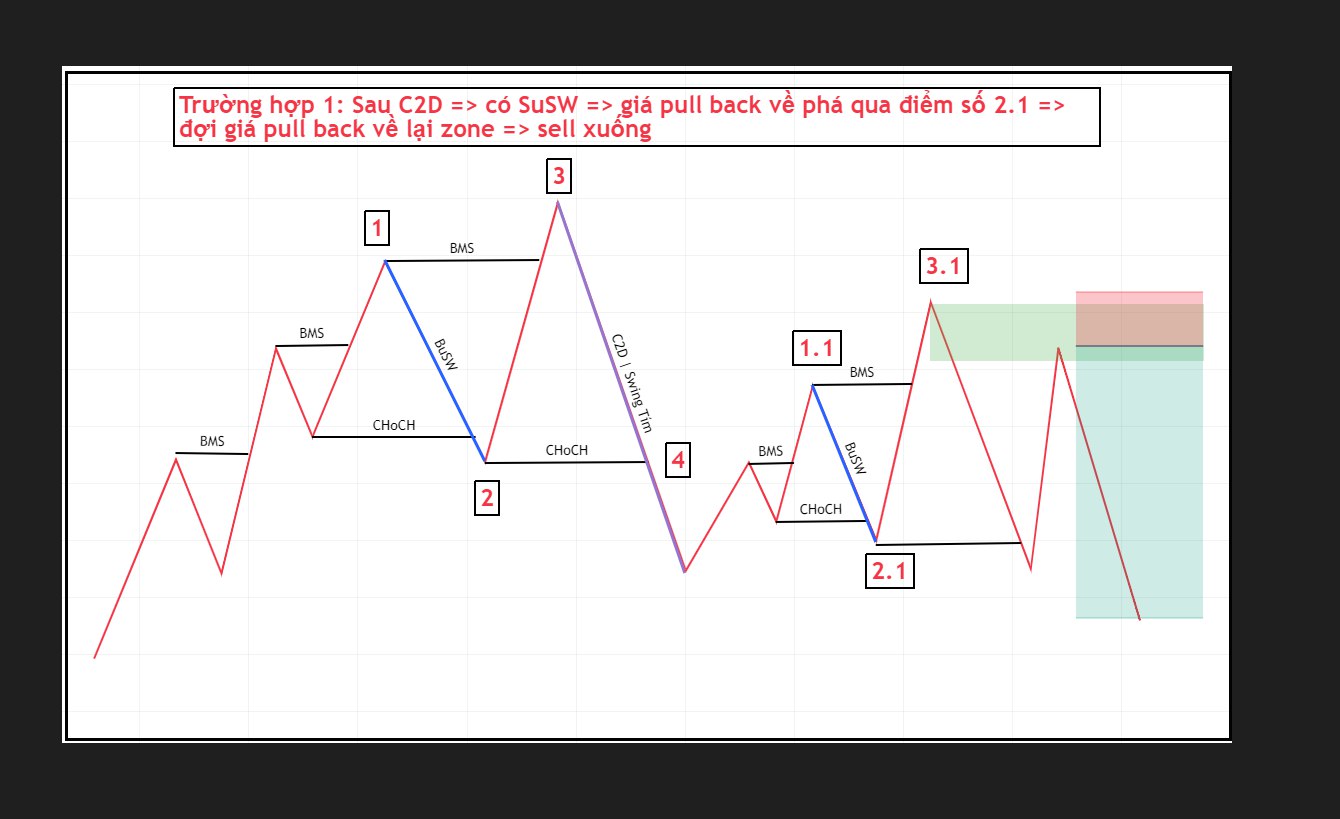 Trường hợp 1: Sau C2D => có SuSW => giá pull back về phá qua điểm số 2.1 =>
đợi giá pull back về lại zone => sell xuống
3
1
BMS
3.1
BMS
BuSW
C2D | Swing Tím
1.1
BMS
CHoCH
BMS
CHoCH
4
BMS
BuSW
2
CHoCH
2.1